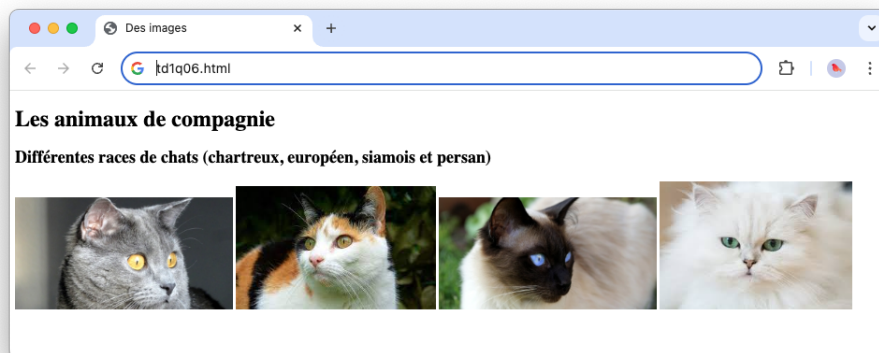 Des images
td1q06.html
Les animaux de compagnie
Différentes races de chats (chartreux, européen, siamois et persan)